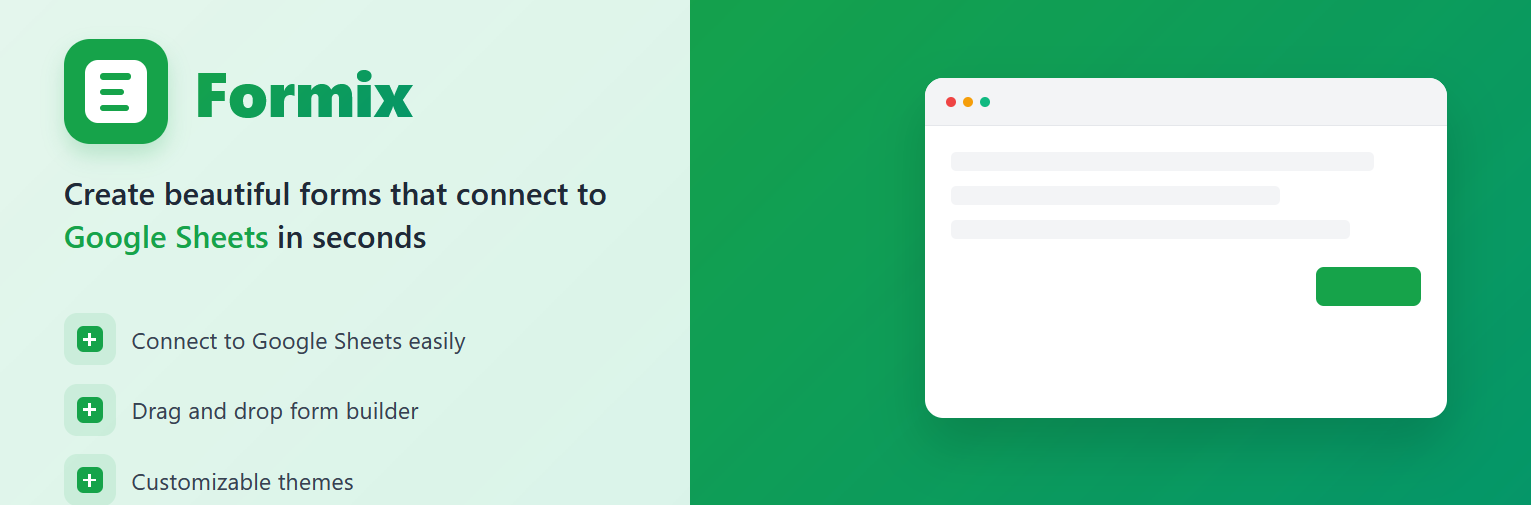 Formix
Create beautiful forms that connect to
Google Sheets in seconds
Connect to Google Sheets easily
Drag and drop form builder
Customizable themes